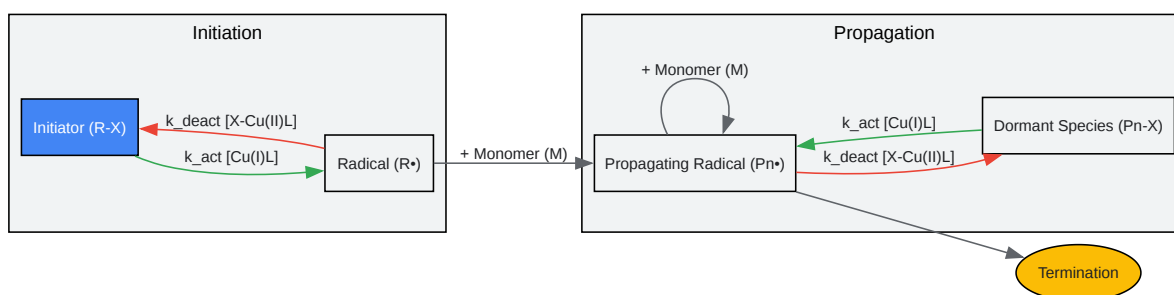 Initiation
Propagation
+ Monomer (M)
Initiator (R-X)
k_deact [X-Cu(II)L]
k_act [Cu(I)L]
Radical (R•)
+ Monomer (M)
Propagating Radical (Pn•)
k_act [Cu(I)L]
k_deact [X-Cu(II)L]
Dormant Species (Pn-X)
Termination